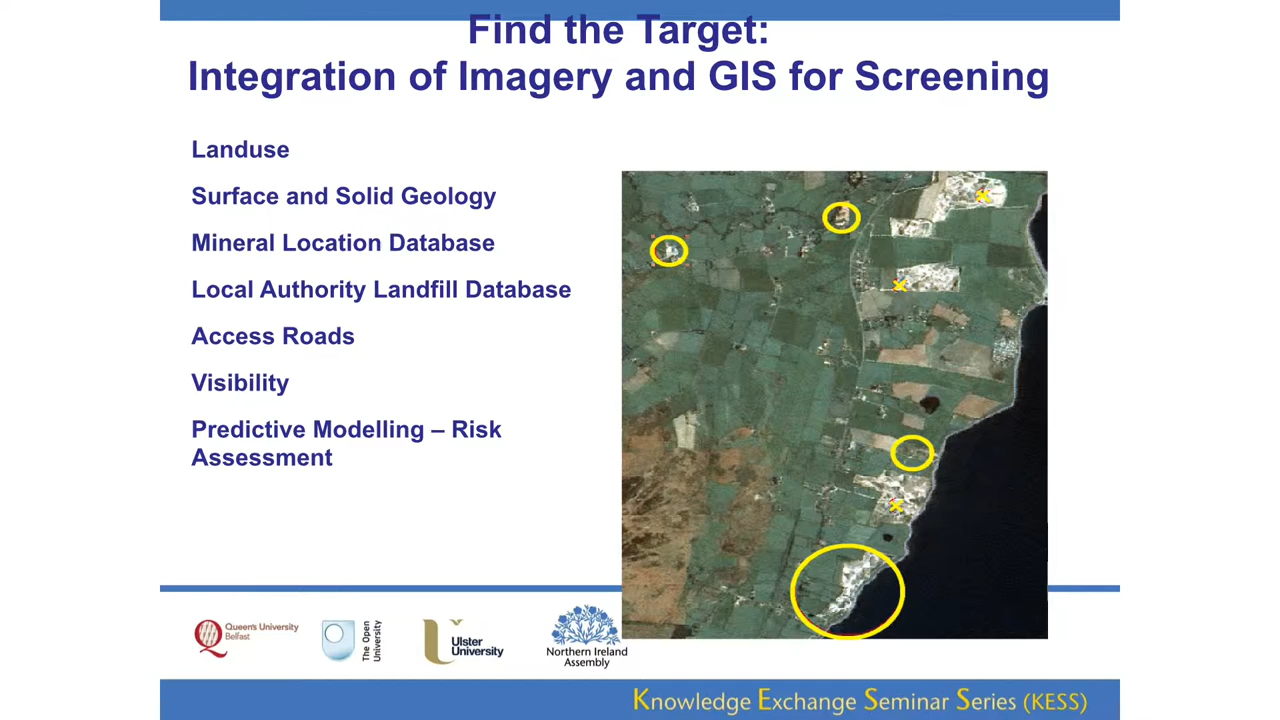 Find the Target:
Integration of Imagery and GIS for Screening
Landuse
Surface and Solid Geology
Mineral Location Database
Local Authority Landfill Database
Access Roads
Visibility
Predictive Modelling – Risk
Assessment
Queen's University
Belfast
The Open
University
Ulster
University
Northern Ireland
Assembly
Knowledge Exchange Seminar Series (KESS)